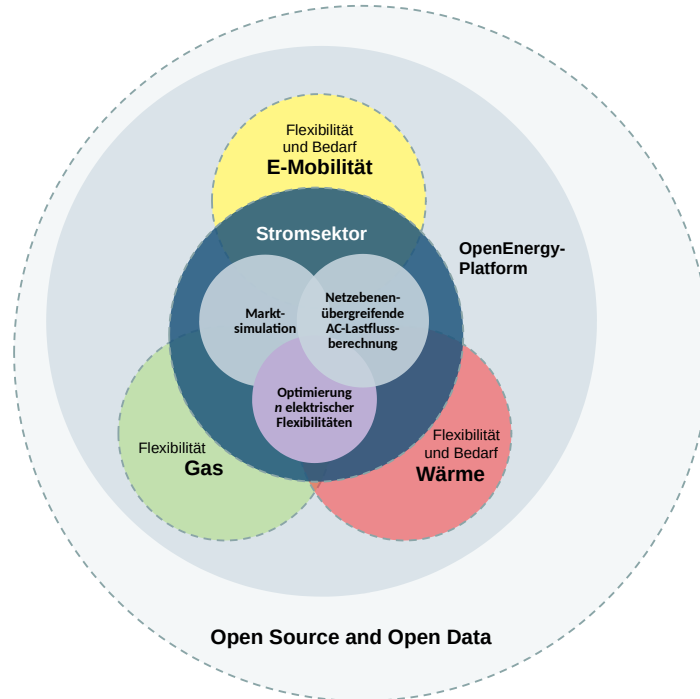 Flexibilität
und Bedarf
E-Mobilität
Stromsektor
OpenEnergy-
Platform
Markt-
simulation
Netzebenen-
übergreifende
AC-Lastfluss-
berechnung
Optimierung
n elektrischer
Flexibilitäten
Flexibilität
Gas
Flexibilität
und Bedarf
Wärme
Open Source and Open Data